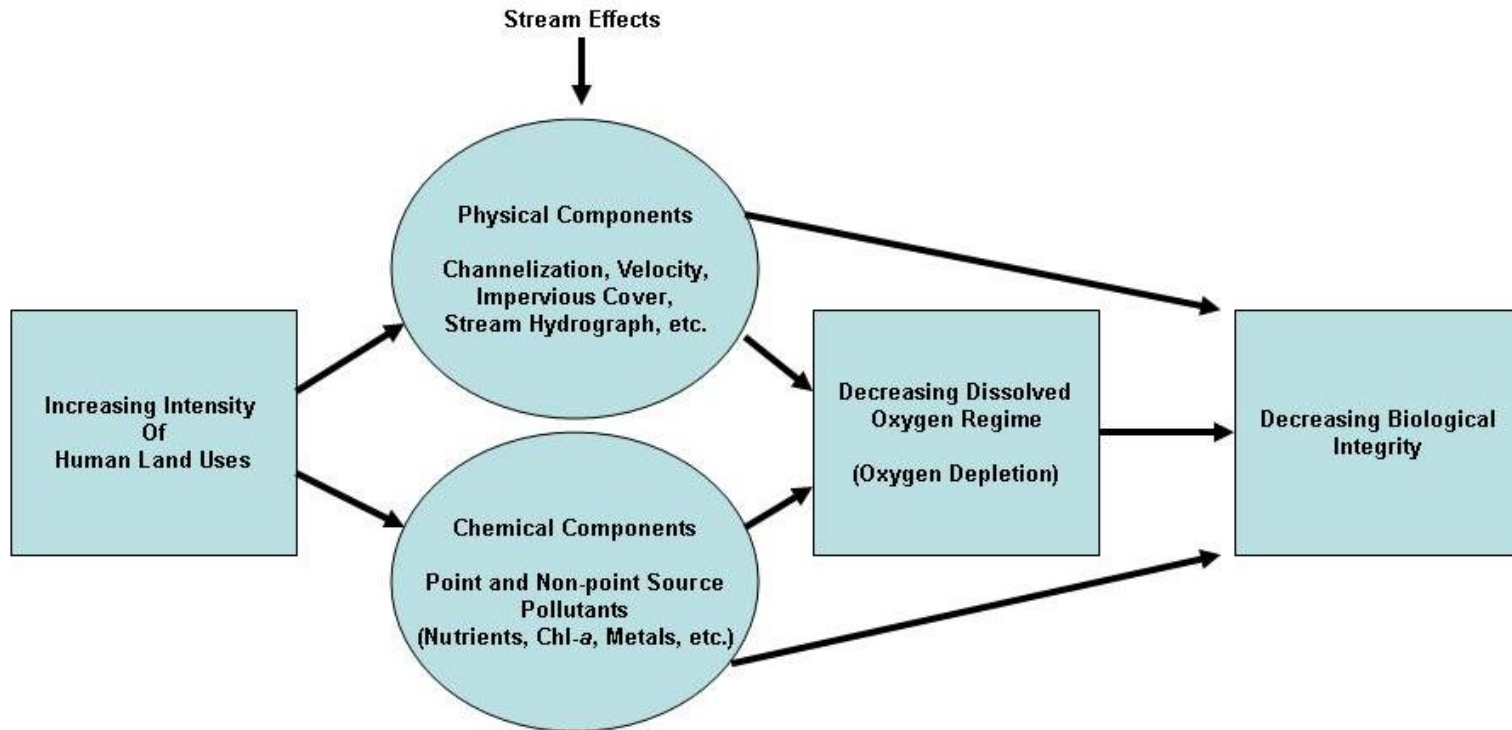 Stream Effects
Physical Components
Channelization, Velocity,
Impervious Cover,
Stream Hydrograph, etc.
Increasing Intensity
Of
Human Land Uses
Chemical Components
Point and Non-point Source
Pollutants
(Nutrients, Chl-a, Metals, etc.)
Decreasing Dissolved
Oxygen Regime
(Oxygen Depletion)
Decreasing Biological
Integrity